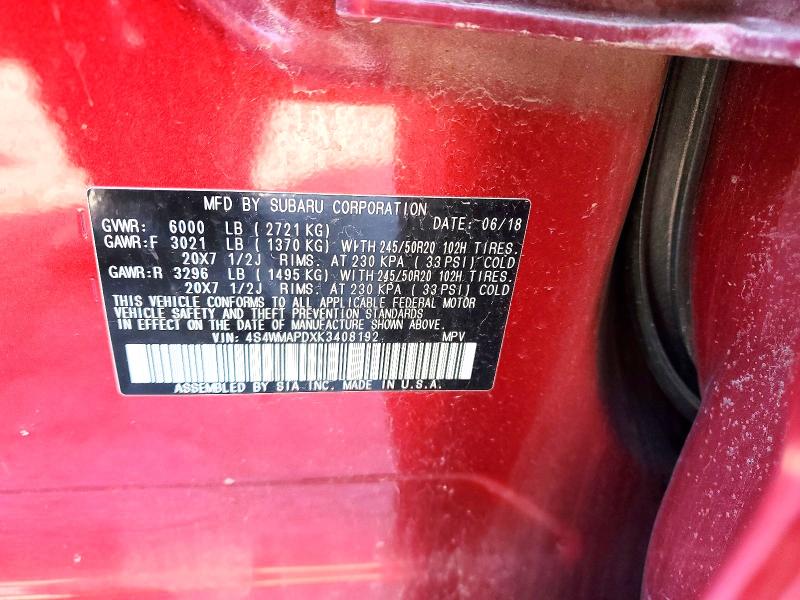 MFD BY SUBARU CORPORATION
GVWR: 6000 LB ( 2721 KG) DATE: 06/18
GAWR:F 3021 LB ( 1370 KG) WITH 245/50R20 102H TIRES.
20X7 1/2J RIMS. AT 230 KPA ( 33 PSI) COLD
GAWR:R 3296 LB ( 1495 KG) WITH 245/50R20 102H TIRES.
20X7 1/2J RIMS. AT 230 KPA ( 33 PSI) COLD
THIS VEHICLE CONFORMS TO ALL APPLICABLE FEDERAL MOTOR
VEHICLE SAFETY AND THEFT PREVENTION STANDARDS
IN EFFECT ON THE DATE OF MANUFACTURE SHOWN ABOVE.
VIN: 4S4WMAPDXK3408192 MPV
ASSEMBLED BY SIA INC. MADE IN U.S.A.